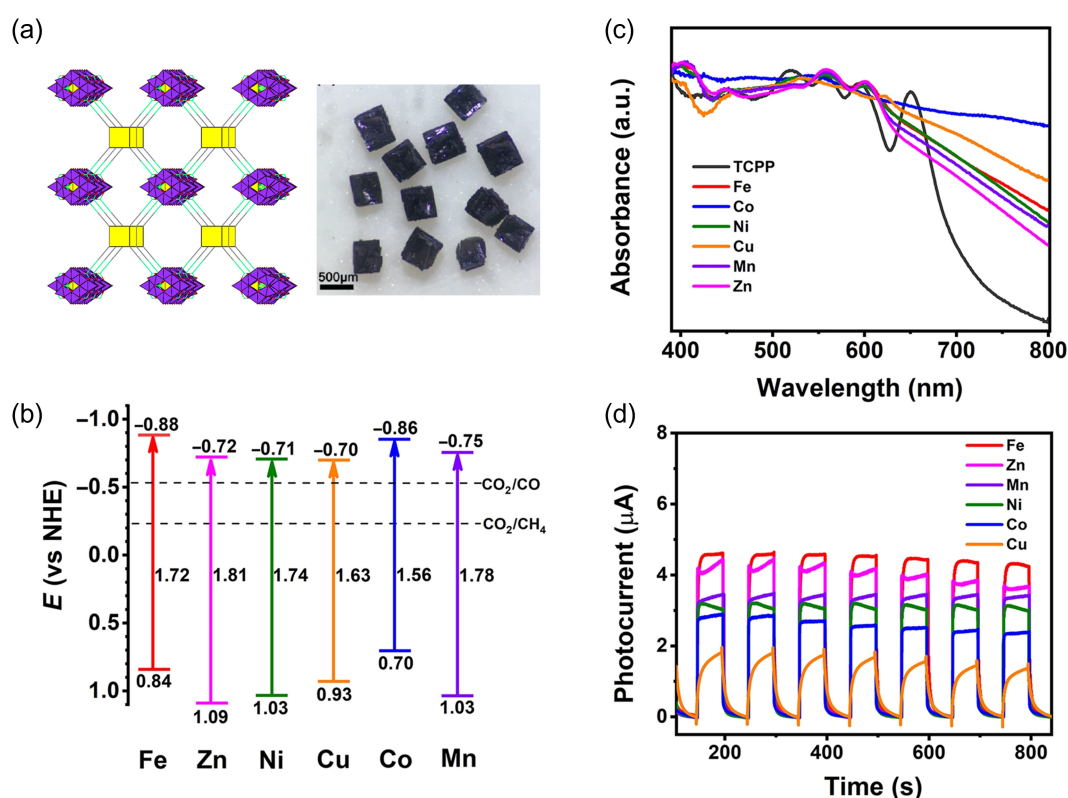 (a)
500μm
(b)
E (vs NHE)
−1.0
−0.5
0.0
0.5
1.0
−0.88
−0.72
−0.71
−0.70
−0.86
−0.75
CO₂/CO
CO₂/CH₄
1.72
1.81
1.74
1.63
1.56
1.78
0.84
1.09
1.03
0.93
0.70
1.03
Fe
Zn
Ni
Cu
Co
Mn
(c)
Absorbance (a.u.)
TCPP
Fe
Co
Ni
Cu
Mn
Zn
400
500
600
700
800
Wavelength (nm)
(d)
Photocurrent (μA)
8
6
4
2
0
Fe
Zn
Mn
Ni
Co
Cu
200
400
600
800
Time (s)